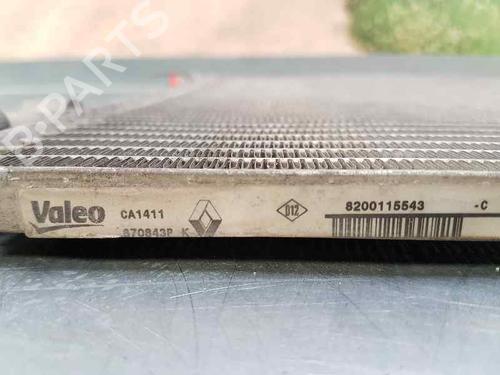 B-PARTS
Valeo CA1411 D12 8200115543 -C
870843P K